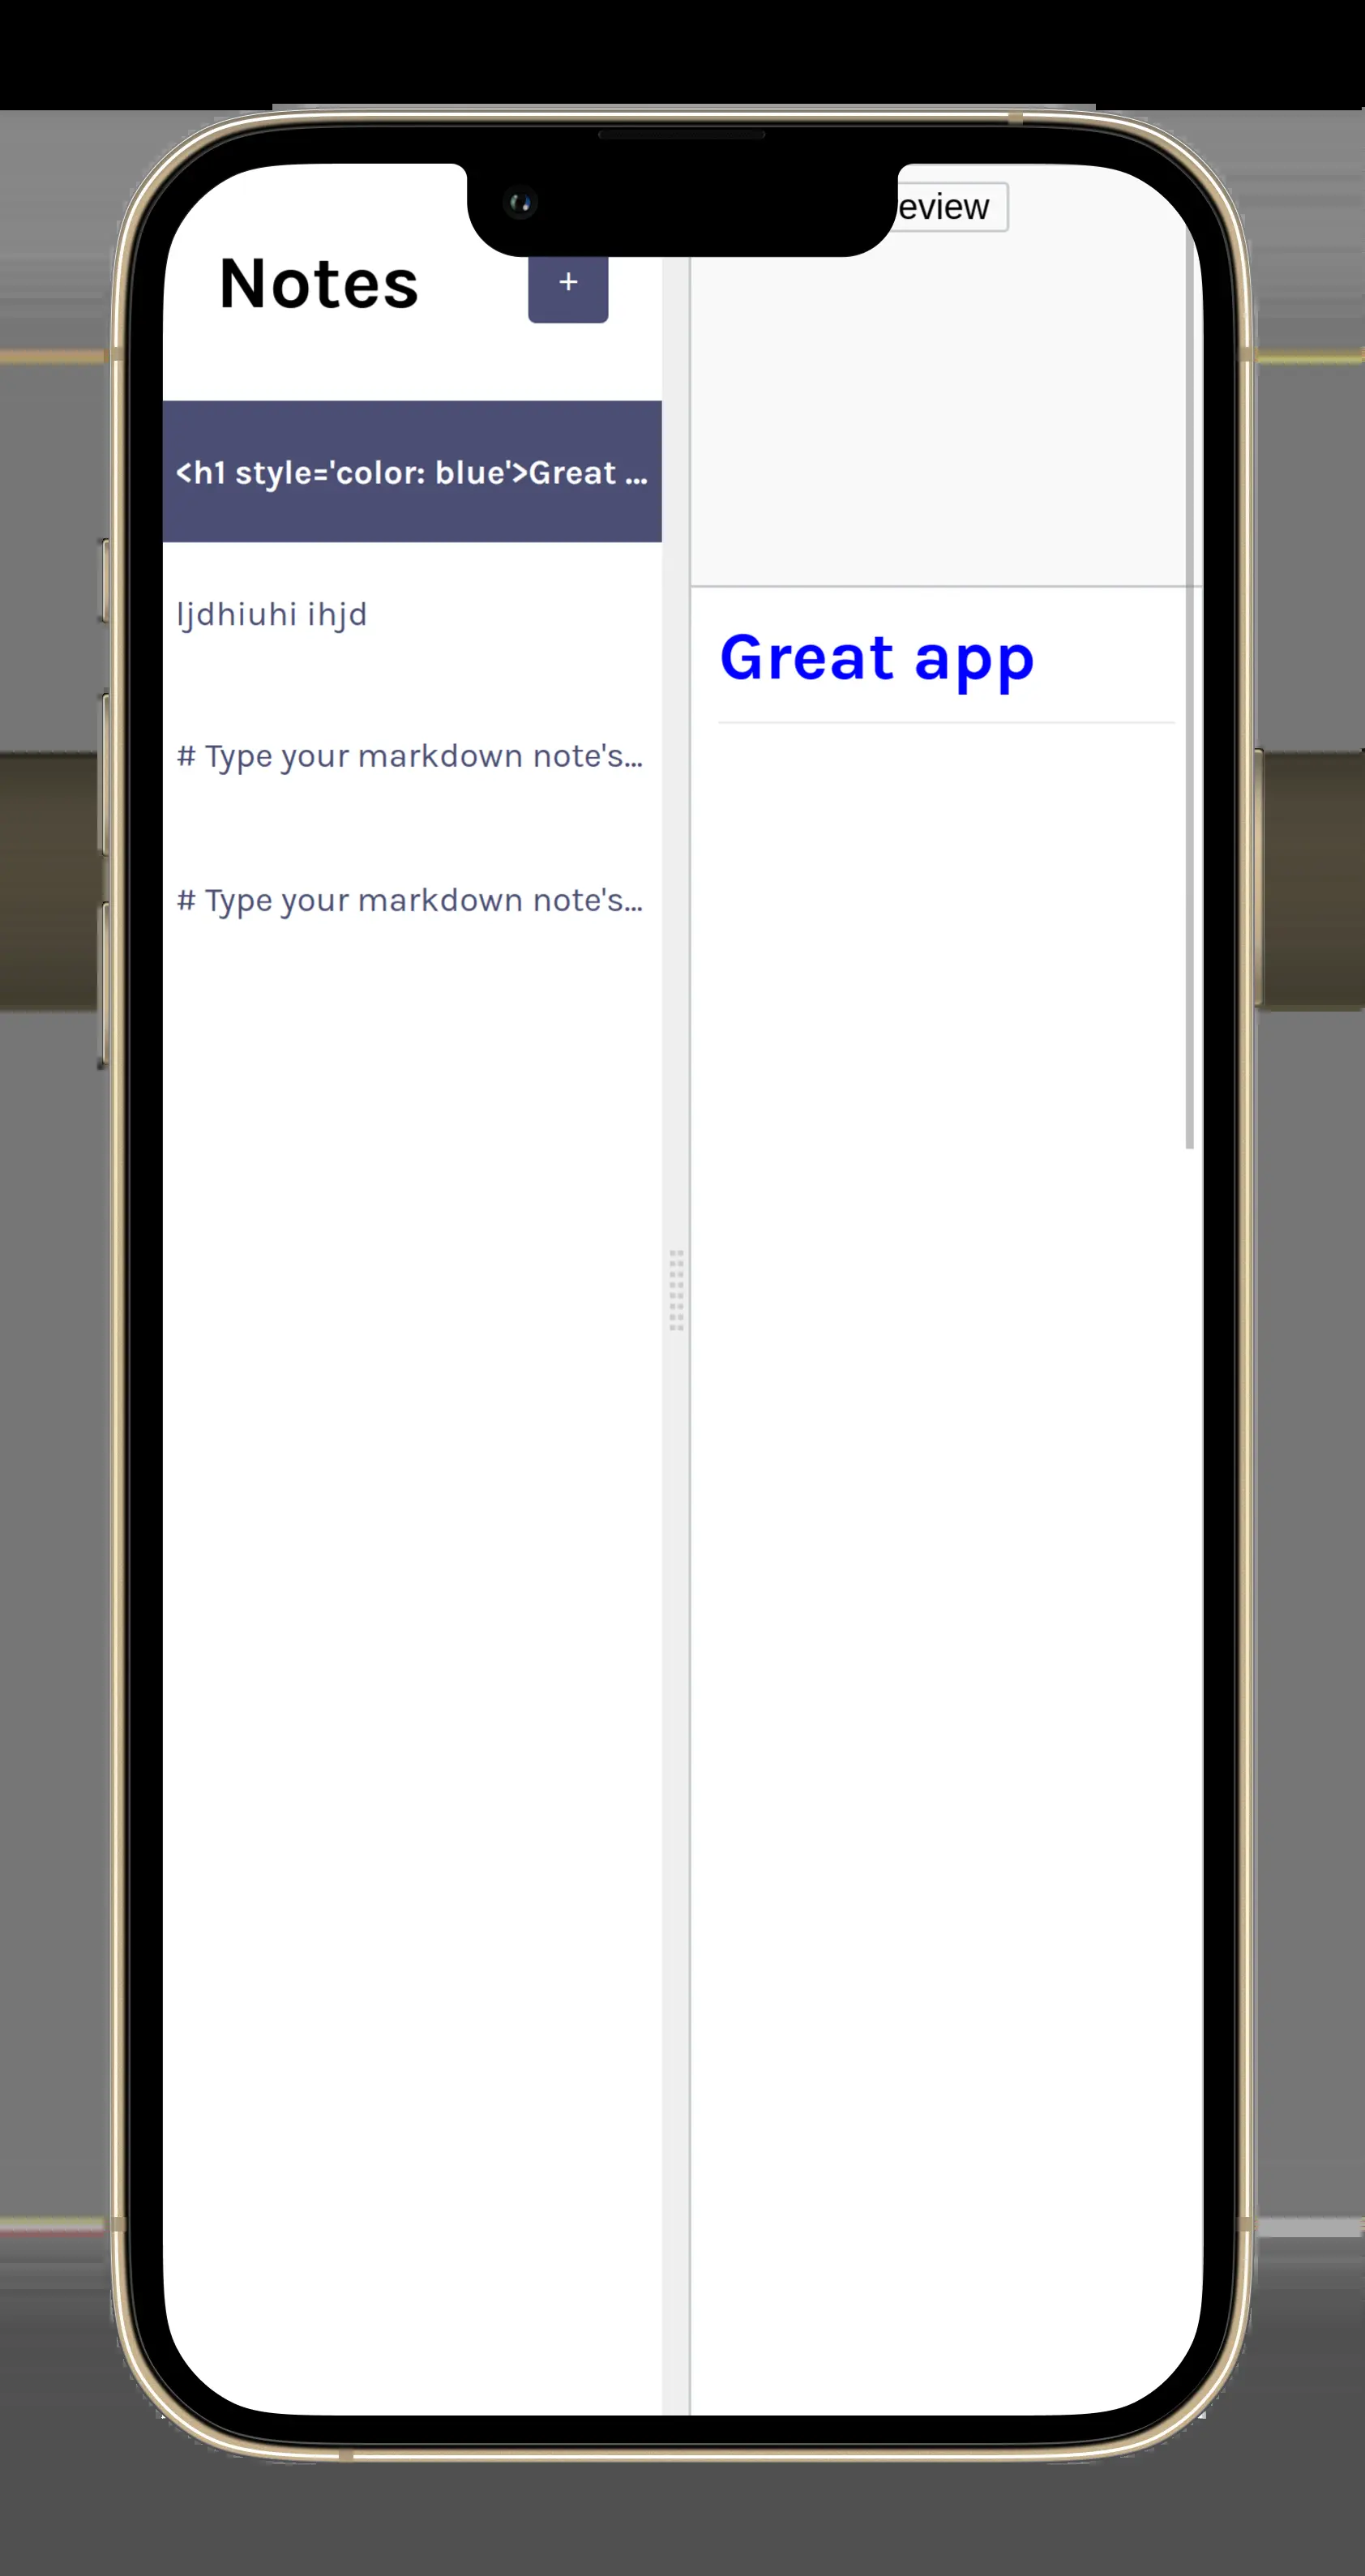 Notes
+
<h1 style='color: blue'>Great ...
ljdhiuhi ihjd
# Type your markdown note's...
# Type your markdown note's...
eview
Great app